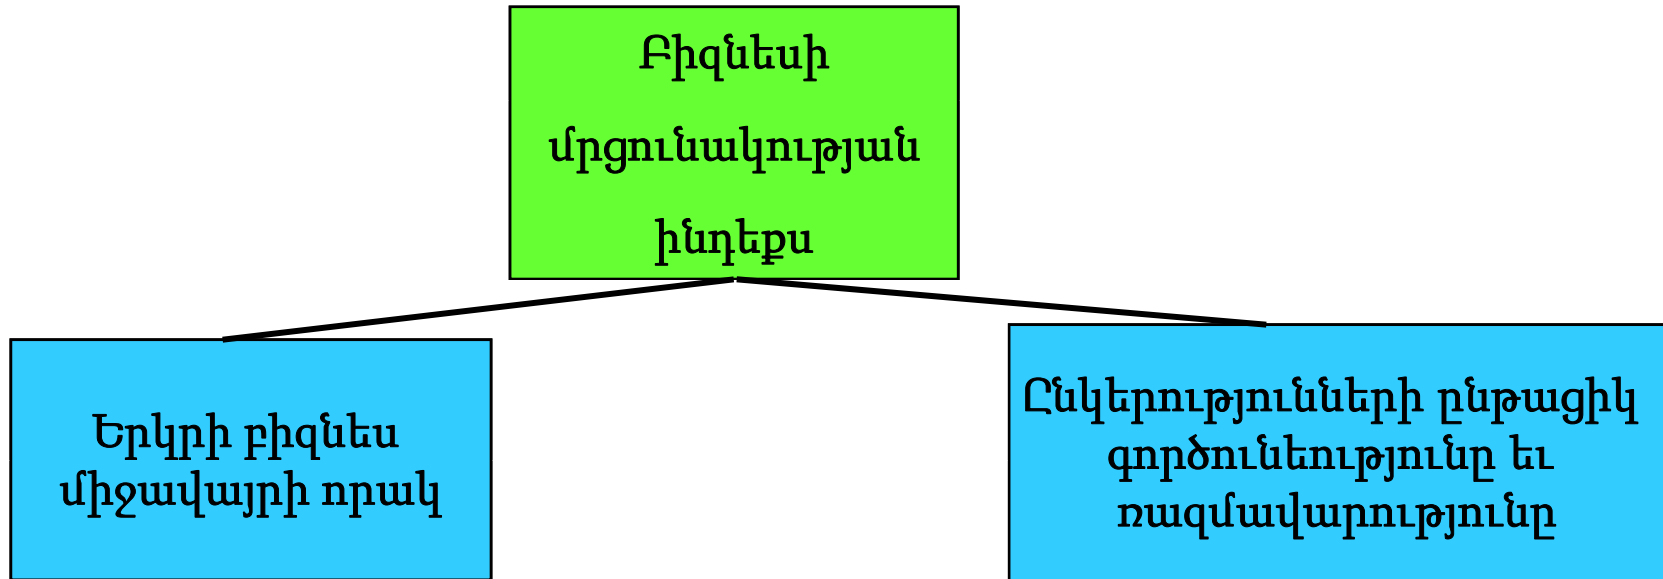 Բիզնեսի
մրցունակության
ինդեքս
Երկրի բիզնես
միջավայրի որակ
Ընկերությունների ընթացիկ
գործունեությունը եւ
ռազմավարությունը